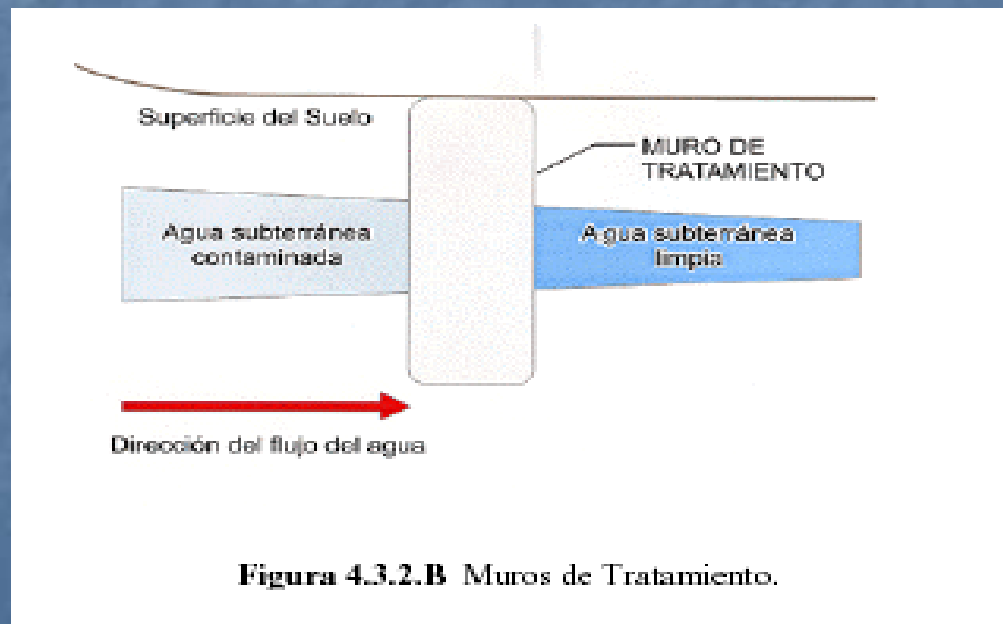 Superficie del Suelo
MURO DE
TRATAMIENTO
Agua subterránea
contaminada
Agua subterránea
limpia
Dirección del flujo del agua
Figura 4.3.2.B Muros de Tratamiento.